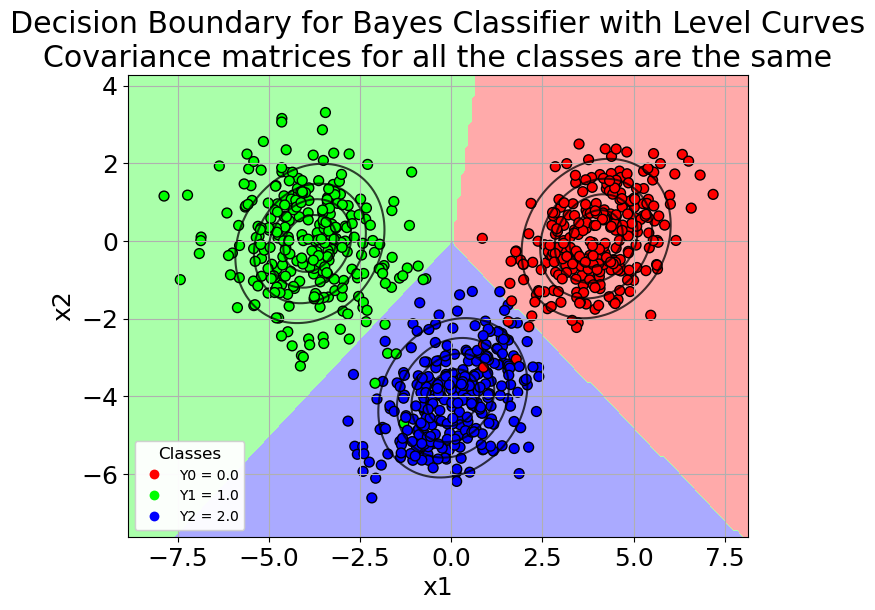 Decision Boundary for Bayes Classifier with Level Curves
Covariance matrices for all the classes are the same
4
2
0
−2
−4
−6
x2
Classes
Y0 = 0.0
Y1 = 1.0
Y2 = 2.0
−7.5 −5.0 −2.5 0.0 2.5 5.0 7.5
x1